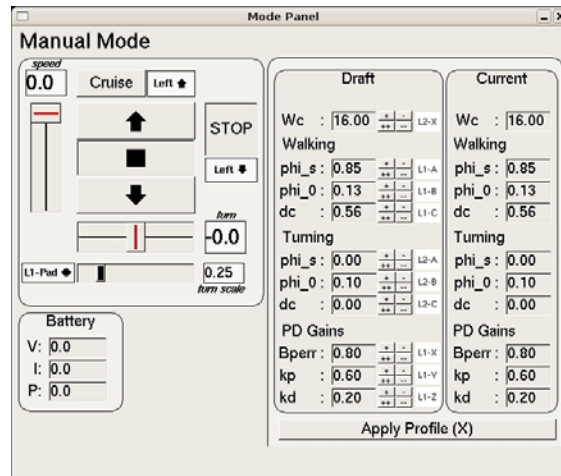 Mode Panel
Manual Mode
speed
0.0
Cruise
Left
STOP
Left
turn
-0.0
L1-Pad
0.25
turn scale
Battery
V: 0.0
I: 0.0
P: 0.0
Draft
Wc : 16.00 + - ++ -- L2-X
Walking
phi_s : 0.85 + - ++ -- L1-A
phi_0 : 0.13 + - ++ -- L1-B
dc : 0.56 + - ++ -- L1-C
Turning
phi_s : 0.00 + - ++ -- L2-A
phi_0 : 0.10 + - ++ -- L2-B
dc : 0.00 + - ++ -- L2-C
PD Gains
Bperr : 0.80 + - ++ -- L1-X
kp : 0.60 + - ++ -- L1-Y
kd : 0.20 + - ++ -- L1-Z
Current
Wc : 16.00
Walking
phi_s : 0.85
phi_0 : 0.13
dc : 0.56
Turning
phi_s : 0.00
phi_0 : 0.10
dc : 0.00
PD Gains
Bperr : 0.80
kp : 0.60
kd : 0.20
Apply Profile (X)